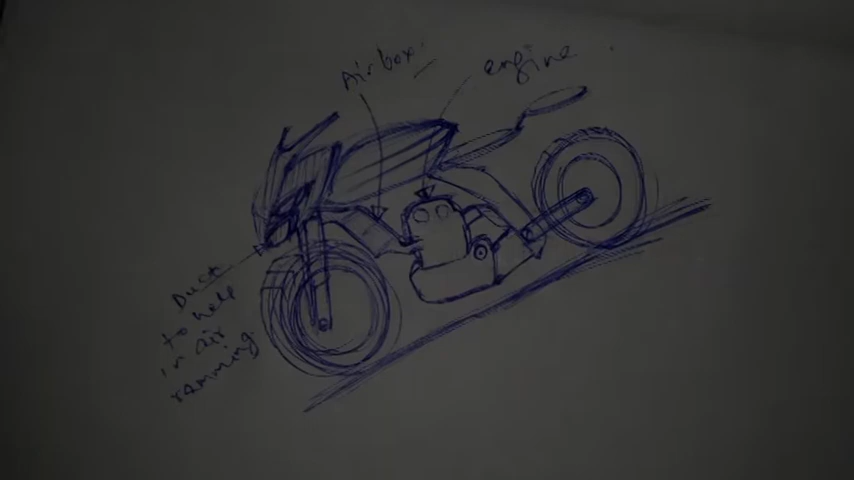 Airbox.
engine
Duct
to help
in air
ramming.